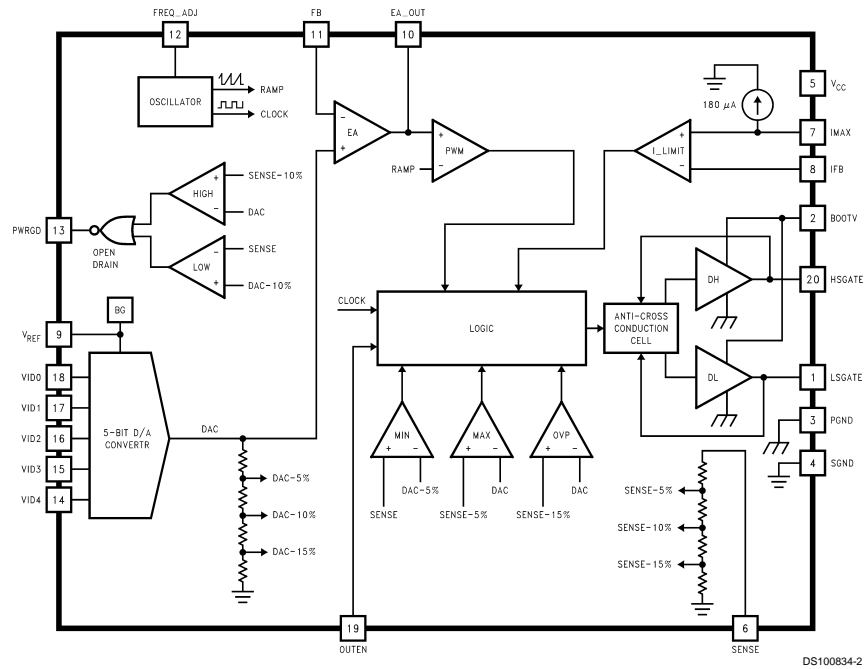 FREQ_ADJ
FB
EA_OUT
12
11
10
OSCILLATOR
RAMP
CLOCK
EA
-
+
PWM
+
-
RAMP
180 µA
I_LIMIT
+
-
5
VCC
7
IMAX
8
IFB
2
BOOTV
20
HSGATE
1
LSGATE
3
PGND
4
SGND
HIGH
+
-
SENSE-10%
DAC
LOW
-
+
SENSE
DAC-10%
PWRGD
13
OPEN
DRAIN
BG
VREF
9
VID0
18
VID1
17
VID2
16
VID3
15
VID4
14
5-BIT D/A
CONVERTR
DAC
DAC-5%
DAC-10%
DAC-15%
CLOCK
LOGIC
ANTI-CROSS
CONDUCTION
CELL
DH
DL
MIN
+ -
MAX
+ -
OVP
+ -
DAC-5%
DAC
DAC
SENSE
SENSE-5%
SENSE-15%
SENSE-5%
SENSE-10%
SENSE-15%
19
OUTEN
6
SENSE
DS100834-2